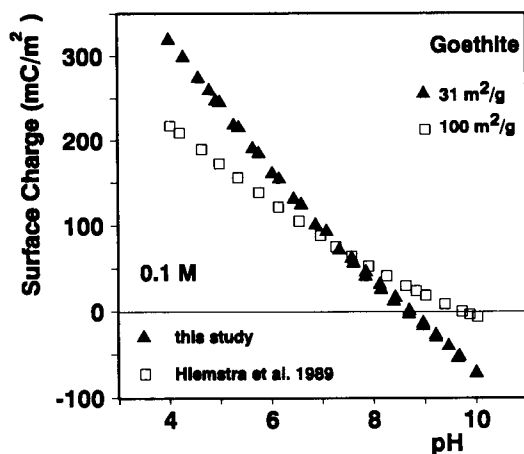 Surface Charge (mC/m²)
300
200
100
0
-100
Goethite
▲ 31 m²/g
□ 100 m²/g
0.1 M
▲ this study
□ Hiemstra et al. 1989
4
6
8
10
pH